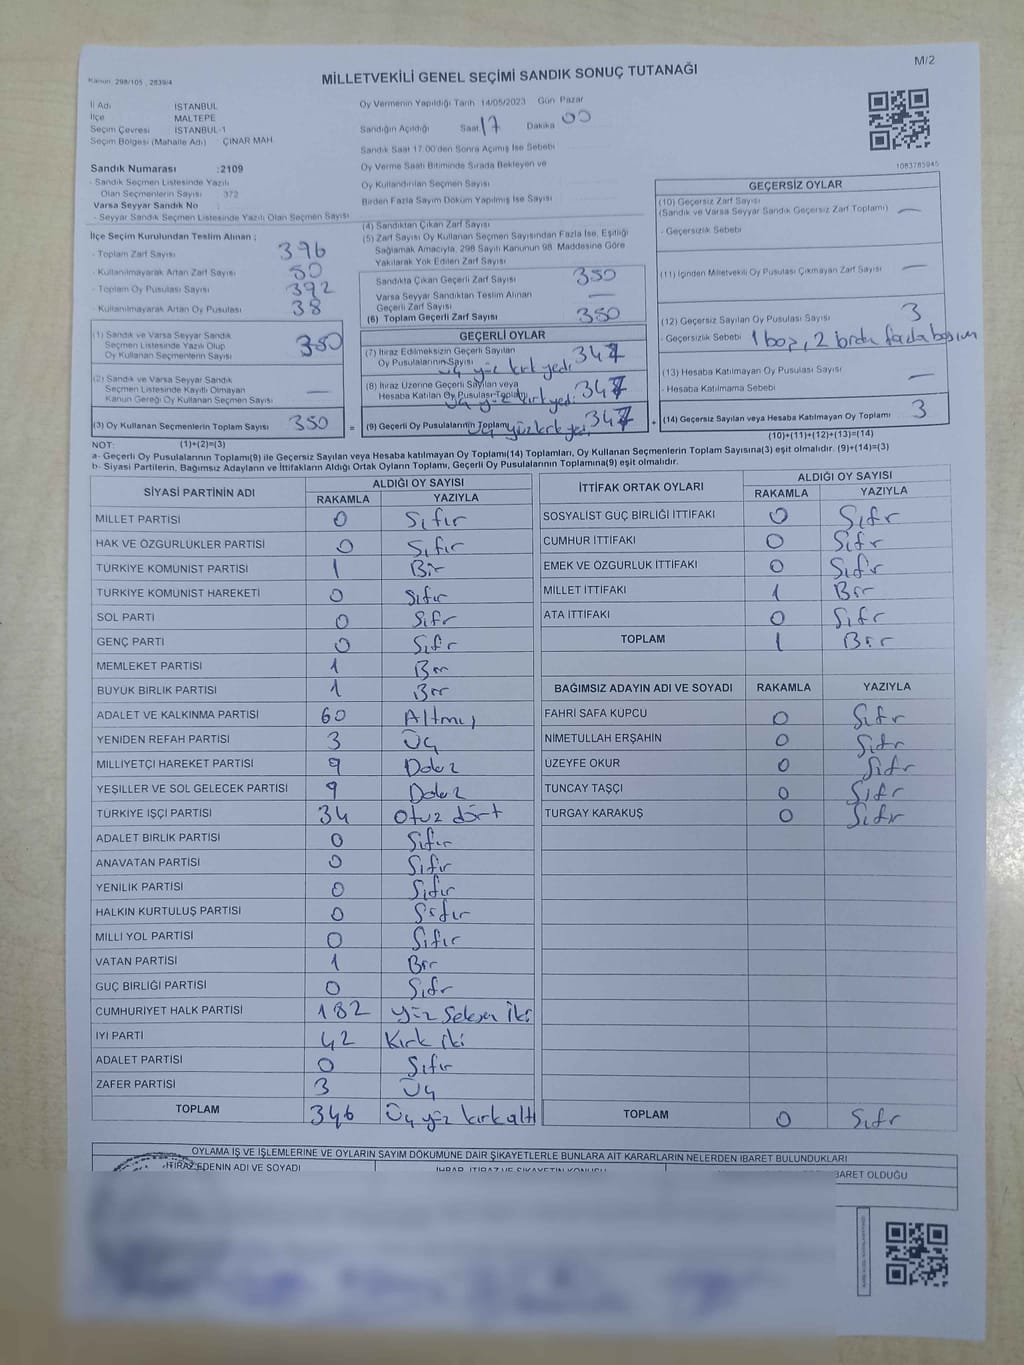 Kanun: 298/105 , 2839/4
MİLLETVEKİLİ GENEL SEÇİMİ SANDIK SONUÇ TUTANAĞI
M/2
İl Adı İSTANBUL
İlçe MALTEPE
Seçim Çevresi İSTANBUL-1
Seçim Bölgesi (Mahalle Adı) ÇINAR MAH.
Oy Vermenin Yapıldığı Tarih 14/05/2023 Gün Pazar
Sandığın Açıldığı Saat 17 Dakika 00
Sandık Saat 17.00'den Sonra Açılmış İse Sebebi
Oy Verme Saati Bitiminde Sırada Bekleyen ve
Oy Kullandırılan Seçmen Sayısı
Birden Fazla Sayım Döküm Yapılmış İse Sayısı
1083785945
Sandık Numarası :2109
- Sandık Seçmen Listesinde Yazılı
Olan Seçmenlerin Sayısı : 372
Varsa Seyyar Sandık No :
- Seyyar Sandık Seçmen Listesinde Yazılı Olan Seçmen Sayısı
İlçe Seçim Kurulundan Teslim Alınan ;
- Toplam Zarf Sayısı 396
- Kullanılmayarak Artan Zarf Sayısı 50
- Toplam Oy Pusulası Sayısı 392
- Kullanılmayarak Artan Oy Pusulası 38
(1) Sandık ve Varsa Seyyar Sandık
Seçmen Listesinde Yazılı Olup
Oy Kullanan Seçmenlerin Sayısı 350
(2) Sandık ve Varsa Seyyar Sandık
Seçmen Listesinde Kayıtlı Olmayan
Kanun Gereği Oy Kullanan Seçmen Sayısı —
(3) Oy Kullanan Seçmenlerin Toplam Sayısı 350
(4) Sandıktan Çıkan Zarf Sayısı
(5) Zarf Sayısı Oy Kullanan Seçmen Sayısından Fazla İse, Eşitliği
Sağlamak Amacıyla, 298 Sayılı Kanunun 98. Maddesine Göre
Yakılarak Yok Edilen Zarf Sayısı
Sandıkta Çıkan Geçerli Zarf Sayısı 350
Varsa Seyyar Sandıktan Teslim Alınan
Geçerli Zarf Sayısı —
(6) Toplam Geçerli Zarf Sayısı 350
GEÇERLİ OYLAR
(7) İtiraz Edilmeksizin Geçerli Sayılan
Oy Pusulalarının Sayısı 347
üç yüz kırk yedi
(8) İtiraz Üzerine Geçerli Sayılan veya
Hesaba Katılan Oy Pusulası Toplamı 347
üç yüz kırk yedi
= (9) Geçerli Oy Pusulalarının Toplamı 347
üç yüz kırk yedi
GEÇERSİZ OYLAR
(10) Geçersiz Zarf Sayısı
(Sandık ve Varsa Seyyar Sandık Geçersiz Zarf Toplamı) —
- Geçersizlik Sebebi
(11) İçinden Milletvekili Oy Pusulası Çıkmayan Zarf Sayısı —
(12) Geçersiz Sayılan Oy Pusulası Sayısı 3
- Geçersizlik Sebebi 1 boş, 2 birden fazla basım
(13) Hesaba Katılmayan Oy Pusulası Sayısı —
- Hesaba Katılmama Sebebi
+ (14) Geçersiz Sayılan veya Hesaba Katılmayan Oy Toplamı 3
NOT: (1)+(2)=(3) (10)+(11)+(12)+(13)=(14)
a- Geçerli Oy Pusulalarının Toplamı(9) ile Geçersiz Sayılan veya Hesaba katılmayan Oy Toplamı(14) Toplamları, Oy Kullanan Seçmenlerin Toplam Sayısına(3) eşit olmalıdır. (9)+(14)=(3)
b- Siyasi Partilerin, Bağımsız Adayların ve İttifakların Aldığı Ortak Oyların Toplamı, Geçerli Oy Pusulalarının Toplamına(9) eşit olmalıdır.
SİYASİ PARTİNİN ADI ALDIĞI OY SAYISI
RAKAMLA YAZIYLA
MİLLET PARTİSİ 0 Sıfır
HAK VE ÖZGÜRLÜKLER PARTİSİ 0 Sıfır
TÜRKİYE KOMÜNİST PARTİSİ 1 Bir
TÜRKİYE KOMÜNİST HAREKETİ 0 Sıfır
SOL PARTİ 0 Sıfr
GENÇ PARTİ 0 Sıfr
MEMLEKET PARTİSİ 1 Bir
BÜYÜK BİRLİK PARTİSİ 1 Bir
ADALET VE KALKINMA PARTİSİ 60 Altmış
YENİDEN REFAH PARTİSİ 3 Üç
MİLLİYETÇİ HAREKET PARTİSİ 9 Dokuz
YEŞİLLER VE SOL GELECEK PARTİSİ 9 Dokuz
TÜRKİYE İŞÇİ PARTİSİ 34 Otuz dört
ADALET BİRLİK PARTİSİ 0 Sıfır
ANAVATAN PARTİSİ 0 Sıfır
YENİLİK PARTİSİ 0 Sıfır
HALKIN KURTULUŞ PARTİSİ 0 Sıfır
MİLLİ YOL PARTİSİ 0 Sıfır
VATAN PARTİSİ 1 Bir
GÜÇ BİRLİĞİ PARTİSİ 0 Sıfr
CUMHURİYET HALK PARTİSİ 182 Yüz Seksen İki
İYİ PARTİ 42 Kırk iki
ADALET PARTİSİ 0 Sıfır
ZAFER PARTİSİ 3 Üç
TOPLAM 346 Üç yüz kırk altı
İTTİFAK ORTAK OYLARI ALDIĞI OY SAYISI
RAKAMLA YAZIYLA
SOSYALİST GÜÇ BİRLİĞİ İTTİFAKI 0 Sıfr
CUMHUR İTTİFAKI 0 Sıfr
EMEK VE ÖZGÜRLÜK İTTİFAKI 0 Sıfr
MİLLET İTTİFAKI 1 Bir
ATA İTTİFAKI 0 Sıfr
TOPLAM 1 Bir
BAĞIMSIZ ADAYIN ADI VE SOYADI RAKAMLA YAZIYLA
FAHRİ SAFA KÜPCÜ 0 Sıfr
NİMETULLAH ERŞAHİN 0 Sıfr
ÜZEYFE OKUR 0 Sıfr
TUNCAY TAŞÇI 0 Sıfr
TURGAY KARAKUŞ 0 Sıfır
TOPLAM 0 Sıfr
OYLAMA İŞ VE İŞLEMLERİNE VE OYLARIN SAYIM DÖKÜMÜNE DAİR ŞİKAYETLERLE BUNLARA AİT KARARLARIN NELERDEN İBARET BULUNDUKLARI
İTİRAZ EDENİN ADI VE SOYADI İHBAR, İTİRAZ VE ŞİKAYETİN KONUSU BARET OLDUĞU